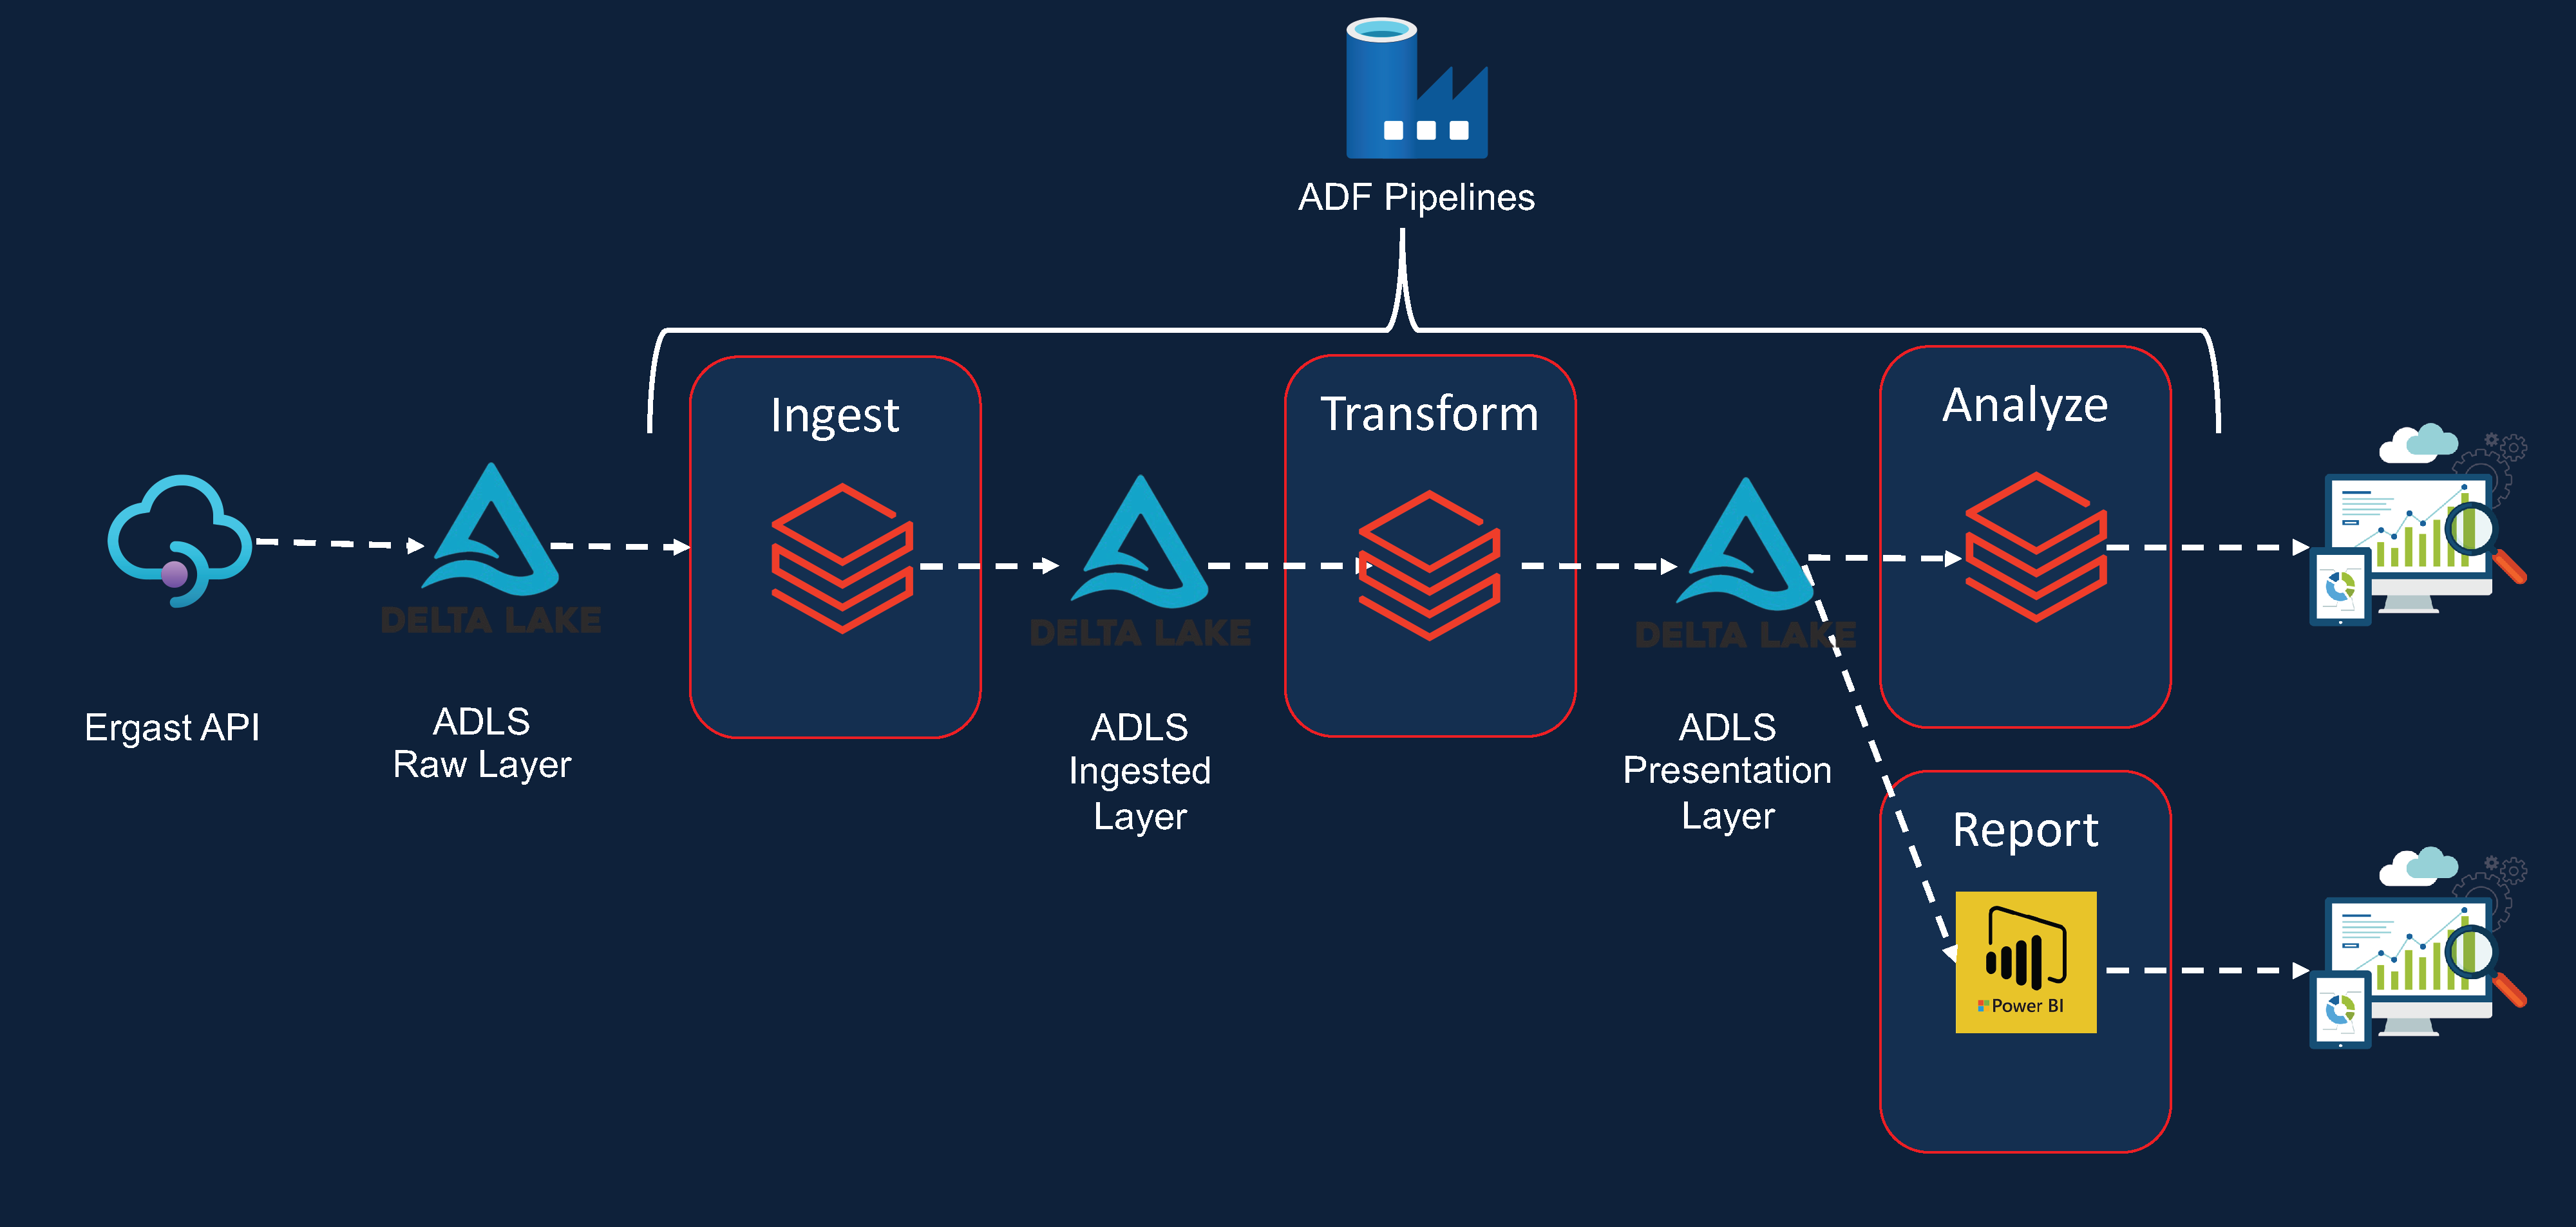 ADF Pipelines
Ingest
Transform
Analyze
DELTA LAKE
DELTA LAKE
DELTA LAKE
Ergast API
ADLS
Raw Layer
ADLS
Ingested
Layer
ADLS
Presentation
Layer
Report
Power BI